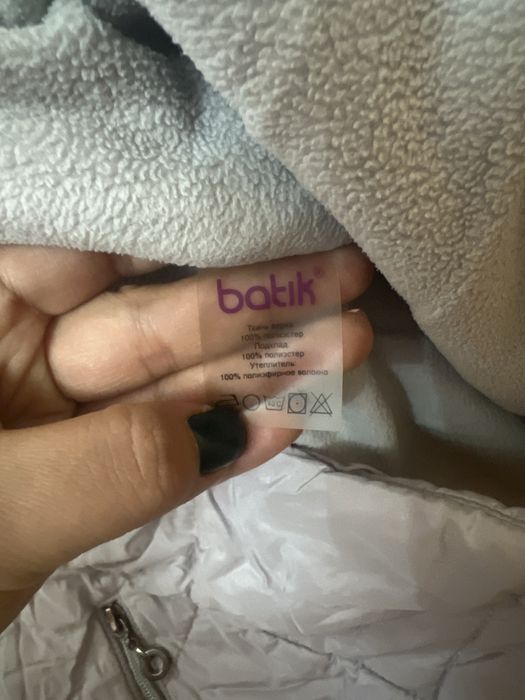 batik®
Ткань верха:
100% полиэстер
Подклад:
100% полиэстер
Утеплитель:
100% полиэфирное волокно